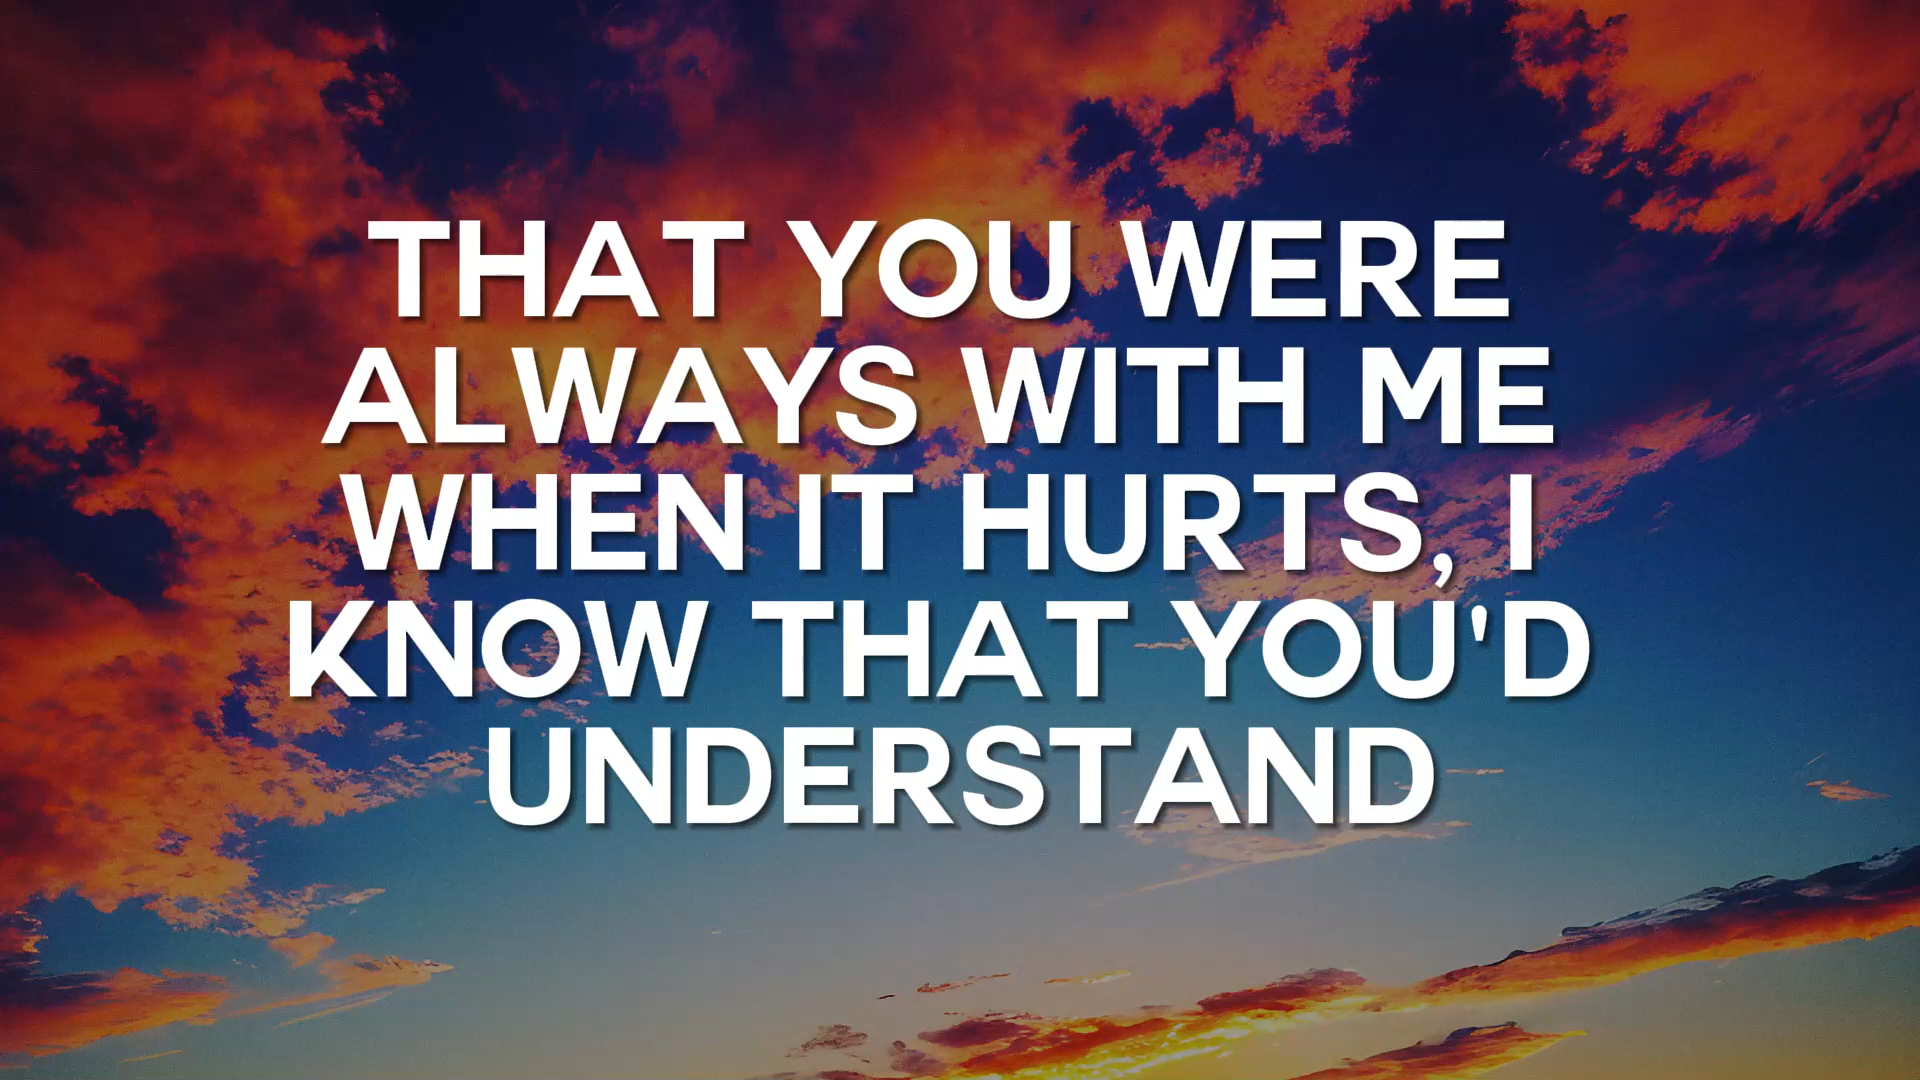 THAT YOU WERE
ALWAYS WITH ME
WHEN IT HURTS, I
KNOW THAT YOU'D
UNDERSTAND